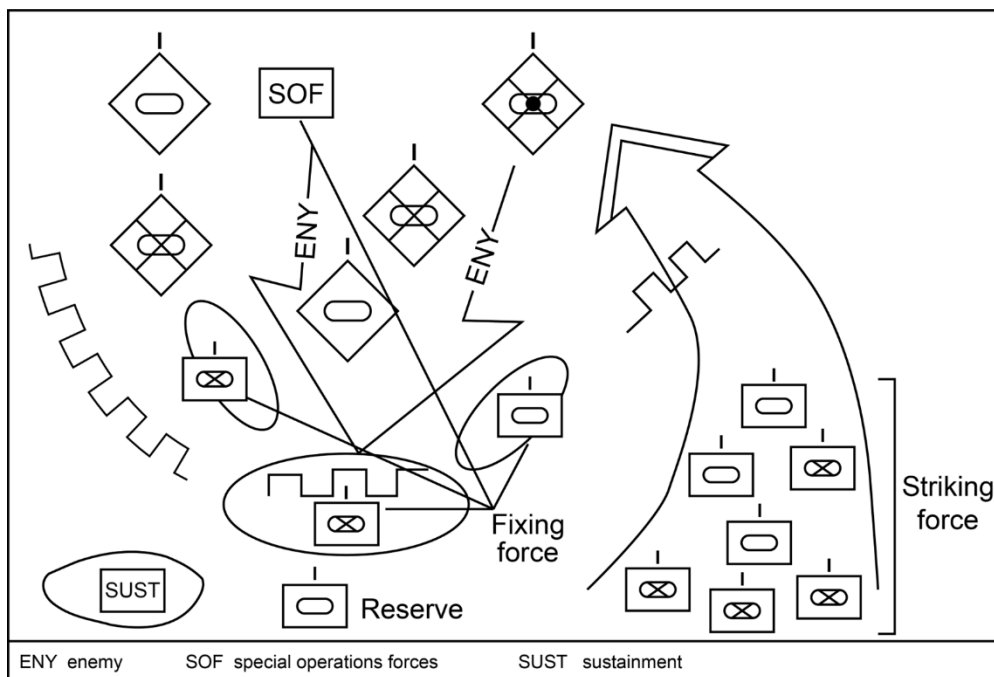 SOF
ENY
ENY
Fixing
force
Striking
force
SUST
Reserve
ENY enemy SOF special operations forces SUST sustainment